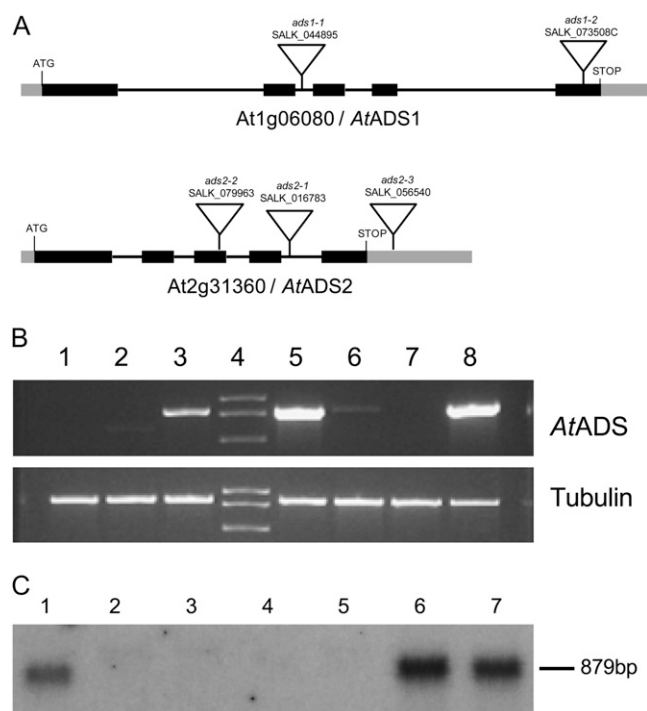 A
ads1-1
SALK_044895
ads1-2
SALK_073508C
ATG
STOP
At1g06080 / AtADS1
ads2-2
SALK_079963
ads2-1
SALK_016783
ads2-3
SALK_056540
ATG
STOP
At2g31360 / AtADS2
B
1 2 3 4 5 6 7 8
AtADS
Tubulin
C
1 2 3 4 5 6 7
879bp